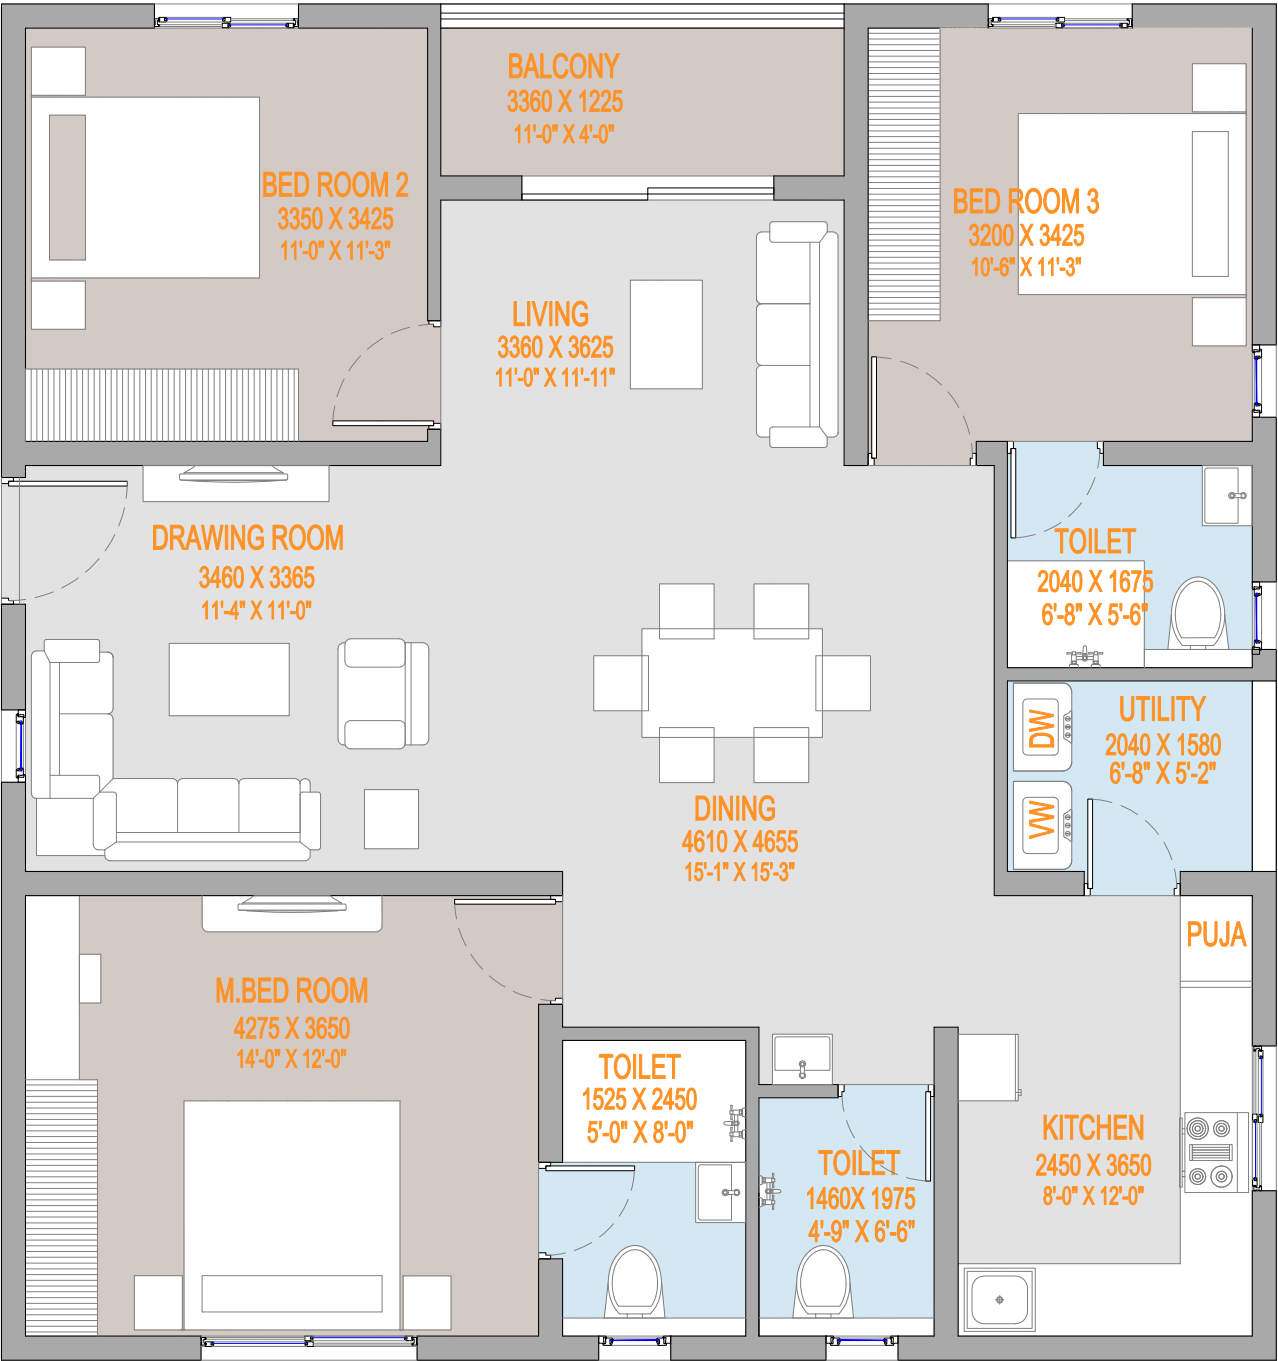 BALCONY
3360 X 1225
11'-0" X 4'-0"
BED ROOM 2
3350 X 3425
11'-0" X 11'-3"
BED ROOM 3
3200 X 3425
10'-6" X 11'-3"
LIVING
3360 X 3625
11'-0" X 11'-11"
DRAWING ROOM
3460 X 3365
11'-4" X 11'-0"
TOILET
2040 X 1675
6'-8" X 5'-6"
UTILITY
2040 X 1580
6'-8" X 5'-2"
DW
VW
DINING
4610 X 4655
15'-1" X 15'-3"
PUJA
M.BED ROOM
4275 X 3650
14'-0" X 12'-0"
TOILET
1525 X 2450
5'-0" X 8'-0"
TOILET
1460X 1975
4'-9" X 6'-6"
KITCHEN
2450 X 3650
8'-0" X 12'-0"